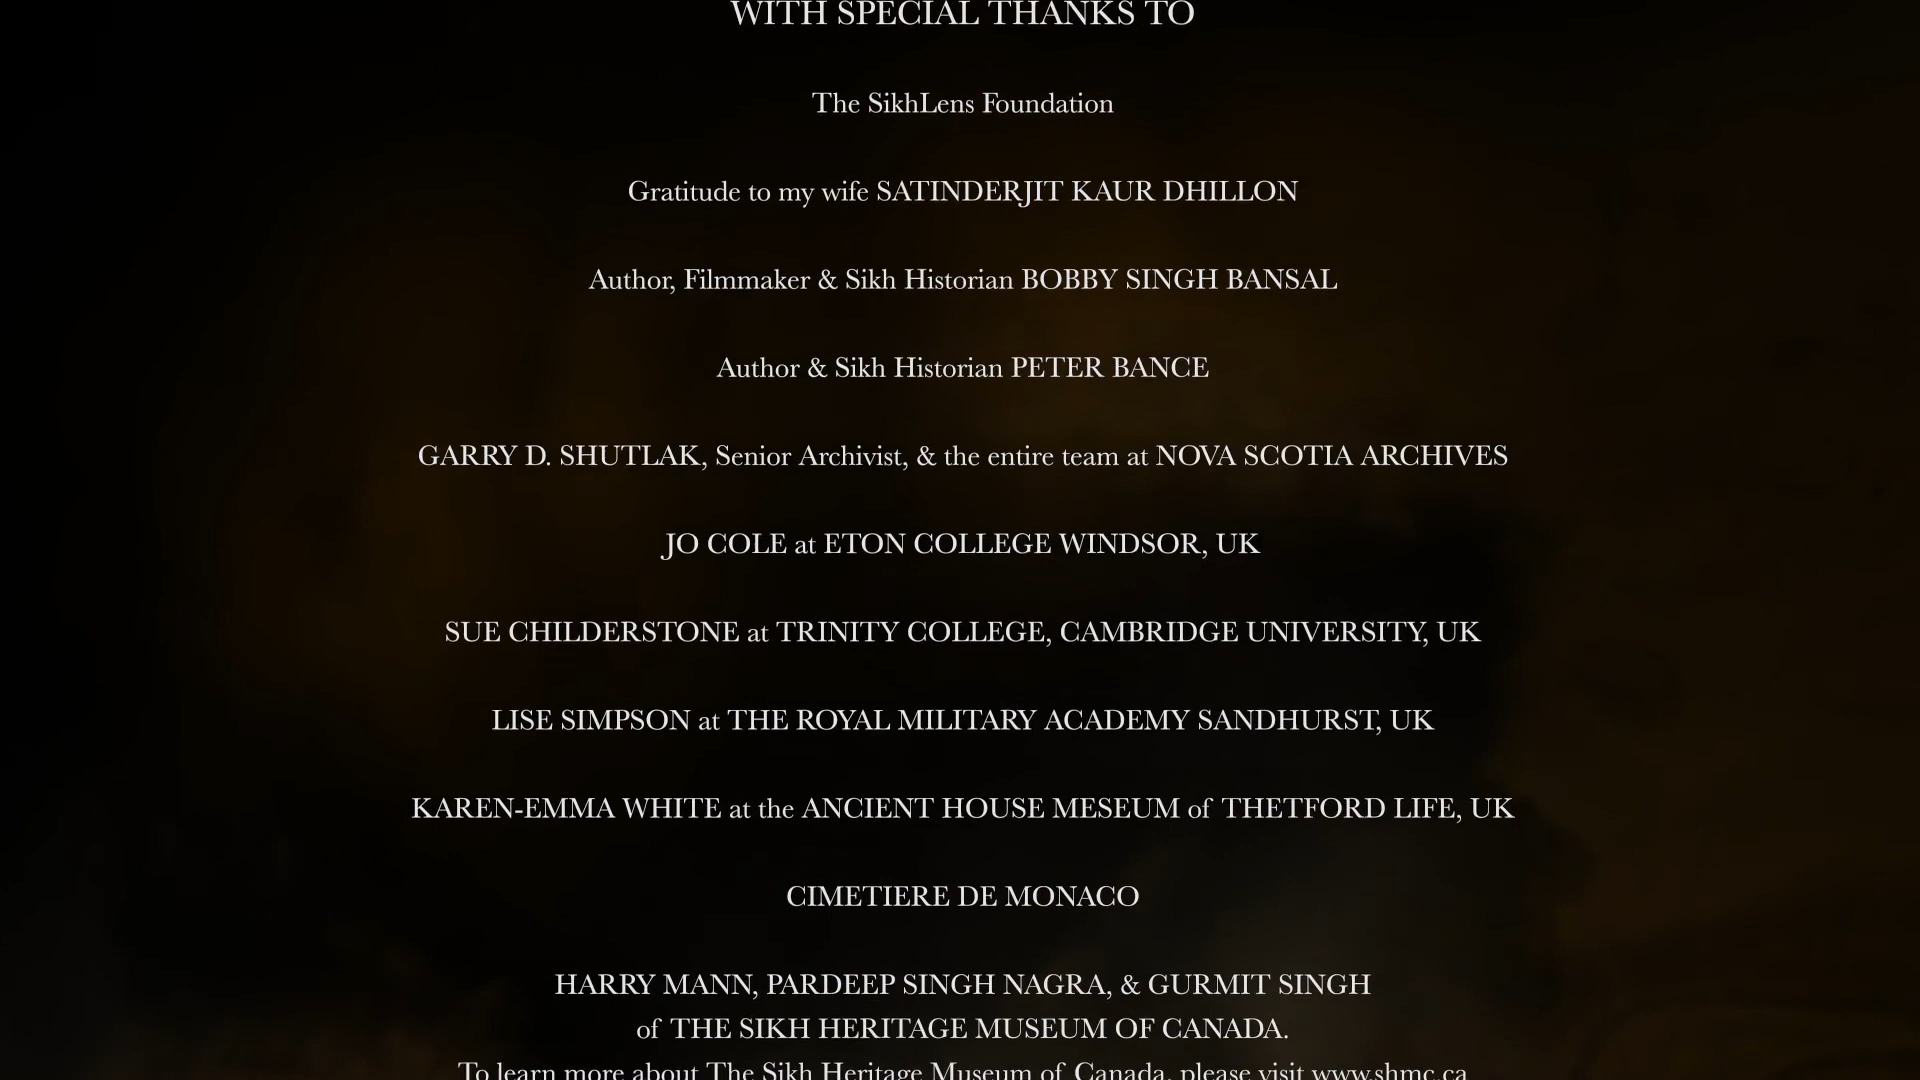 WITH SPECIAL THANKS TO
The SikhLens Foundation
Gratitude to my wife SATINDERJIT KAUR DHILLON
Author, Filmmaker & Sikh Historian BOBBY SINGH BANSAL
Author & Sikh Historian PETER BANCE
GARRY D. SHUTLAK, Senior Archivist, & the entire team at NOVA SCOTIA ARCHIVES
JO COLE at ETON COLLEGE WINDSOR, UK
SUE CHILDERSTONE at TRINITY COLLEGE, CAMBRIDGE UNIVERSITY, UK
LISE SIMPSON at THE ROYAL MILITARY ACADEMY SANDHURST, UK
KAREN-EMMA WHITE at the ANCIENT HOUSE MESEUM of THETFORD LIFE, UK
CIMETIERE DE MONACO
HARRY MANN, PARDEEP SINGH NAGRA, & GURMIT SINGH
of THE SIKH HERITAGE MUSEUM OF CANADA.
To learn more about The Sikh Heritage Museum of Canada, please visit www.shmc.ca